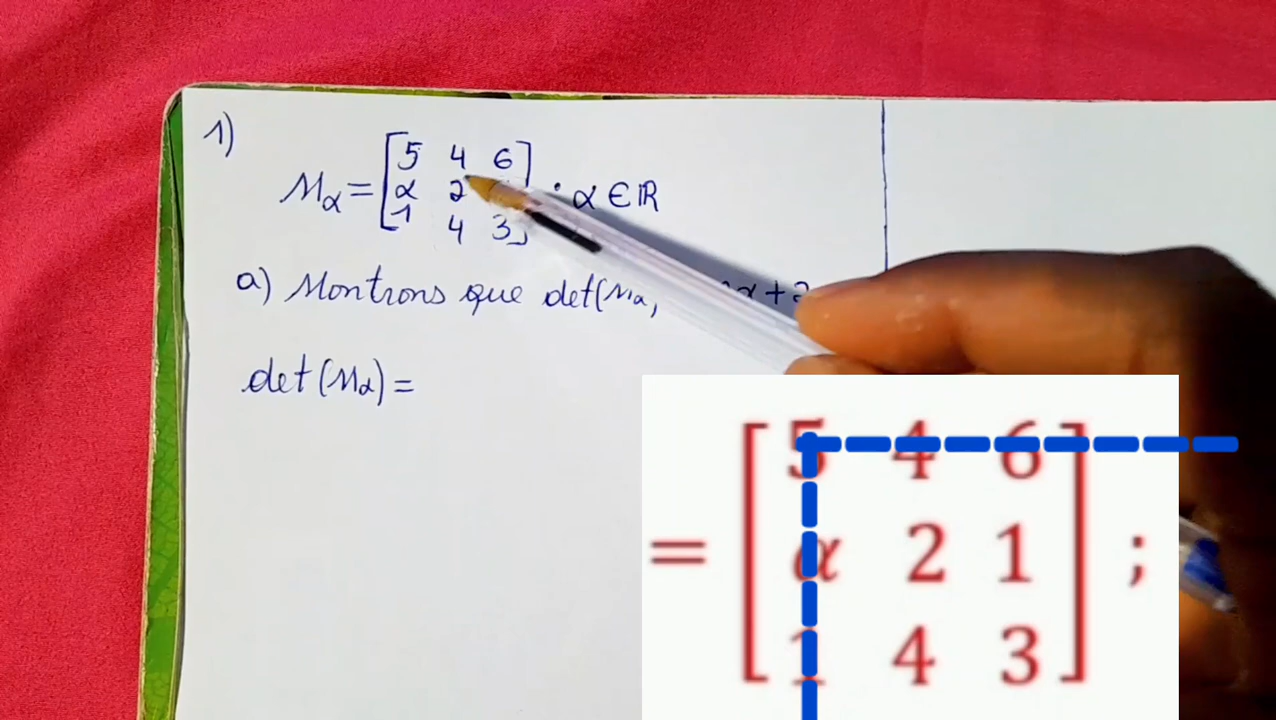 1)
Mα = [5 4 6
α 2
1 4 3] ; α ∈ ℝ
a) Montrons que det(Mα α + 2
det(Mα) =
= [5 4 6
α 2 1
1 4 3] ;